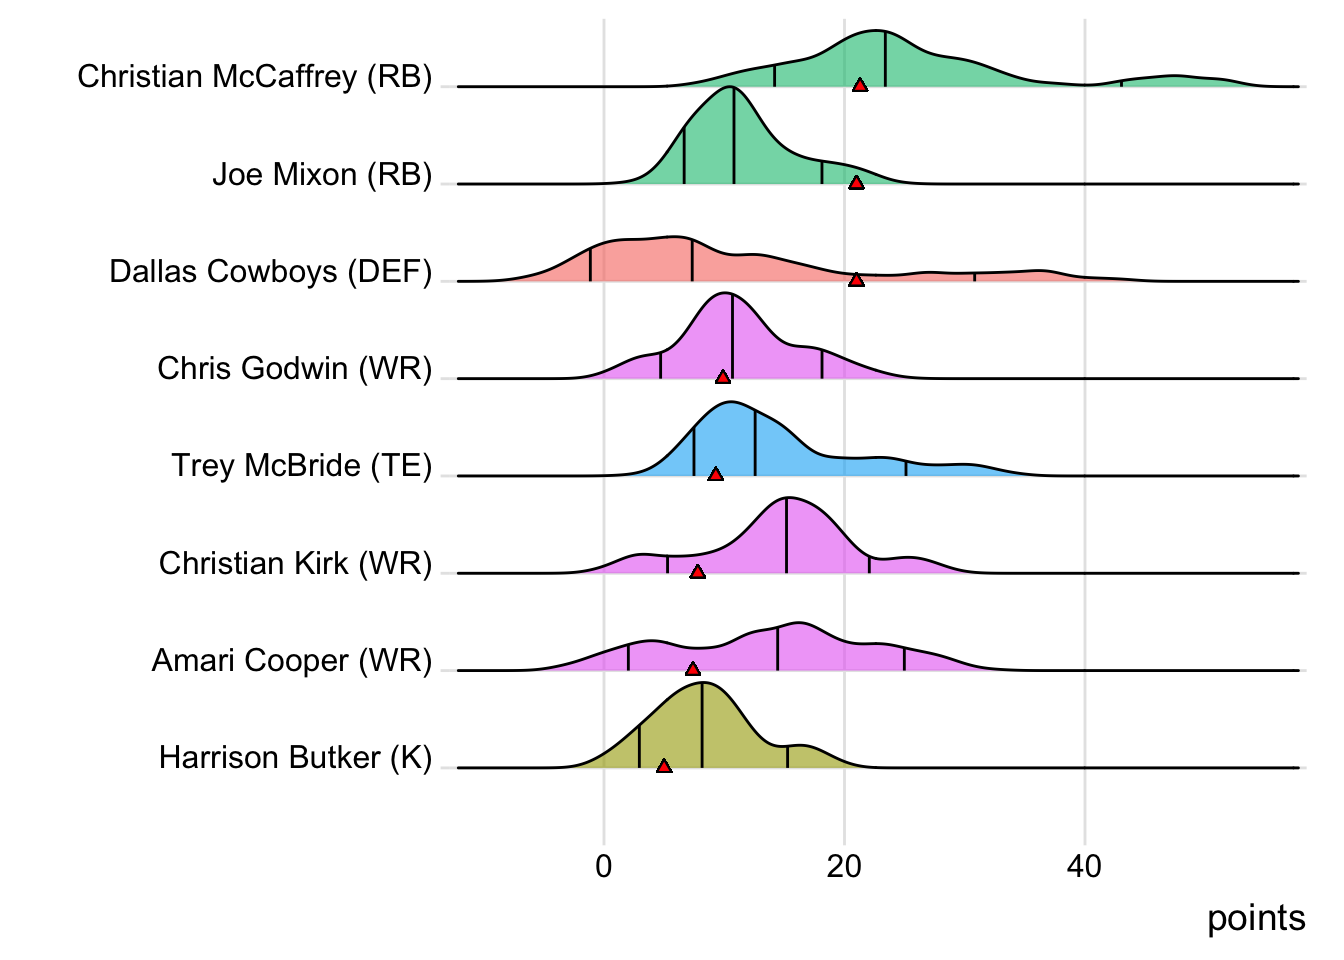 Christian McCaffrey (RB)
Joe Mixon (RB)
Dallas Cowboys (DEF)
Chris Godwin (WR)
Trey McBride (TE)
Christian Kirk (WR)
Amari Cooper (WR)
Harrison Butker (K)
0 20 40
points